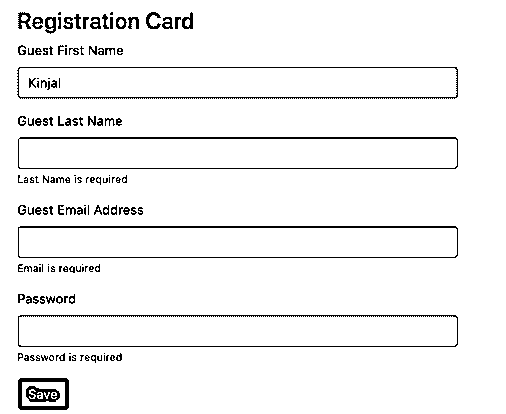 Registration Card
Guest First Name
Kinjal
Guest Last Name
Last Name is required
Guest Email Address
Email is required
Password
Password is required
Save